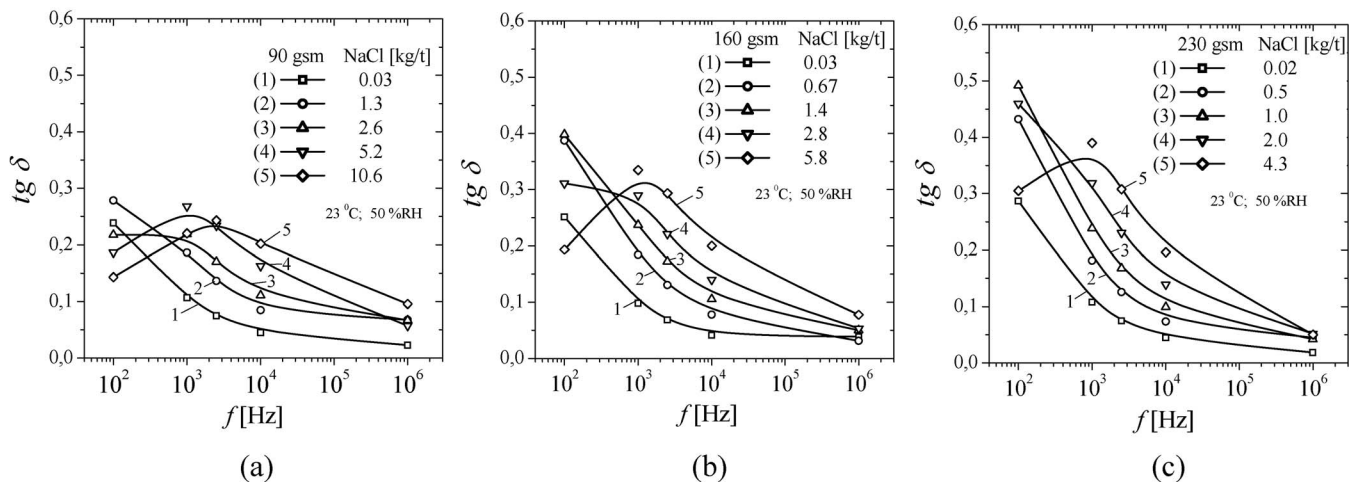 0,6
0,5
0,4
0,3
0,2
0,1
0,0
tg δ
90 gsm NaCl [kg/t]
(1) 0.03
(2) 1.3
(3) 2.6
(4) 5.2
(5) 10.6
23 ⁰C; 50 %RH
5
4
3
2
1
10² 10³ 10⁴ 10⁵ 10⁶
f [Hz]
(a)
0,6
0,5
0,4
0,3
0,2
0,1
0,0
tg δ
160 gsm NaCl [kg/t]
(1) 0.03
(2) 0.67
(3) 1.4
(4) 2.8
(5) 5.8
23 ⁰C; 50 %RH
5
4
3
2
1
10² 10³ 10⁴ 10⁵ 10⁶
f [Hz]
(b)
0,6
0,5
0,4
0,3
0,2
0,1
0,0
tg δ
230 gsm NaCl [kg/t]
(1) 0.02
(2) 0.5
(3) 1.0
(4) 2.0
(5) 4.3
23 ⁰C; 50 %RH
5
4
3
2
1
10² 10³ 10⁴ 10⁵ 10⁶
f [Hz]
(c)